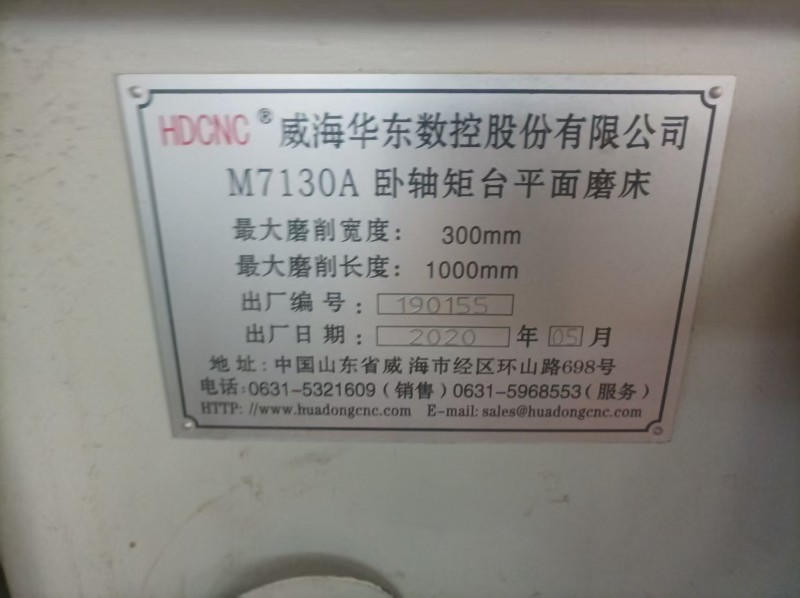 HDCNC® 威海华东数控股份有限公司
M7130A 卧轴矩台平面磨床
最大磨削宽度： 300mm
最大磨削长度： 1000mm
出厂编号： 190155
出厂日期： 2020 年 05 月
地址：中国山东省威海市经区环山路698号
电话：0631-5321609（销售）0631-5968553（服务）
HTTP: //www.huadongcnc.com E-mail: sales@huadongcnc.com